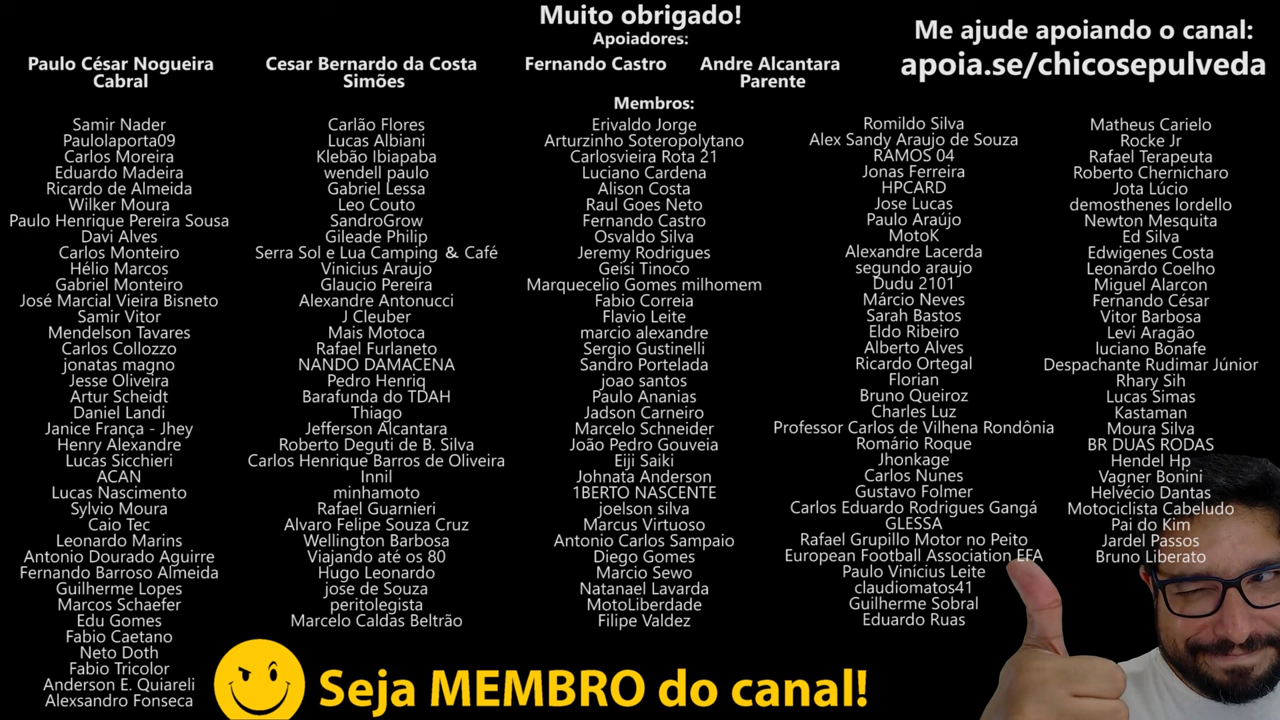 Muito obrigado!
Apoiadores:
Me ajude apoiando o canal:
apoia.se/chicosepulveda
Paulo César Nogueira
Cabral
Cesar Bernardo da Costa
Simões
Fernando Castro
Andre Alcantara
Parente
Membros:
Samir Nader
Paulolaporta09
Carlos Moreira
Eduardo Madeira
Ricardo de Almeida
Wilker Moura
Paulo Henrique Pereira Sousa
Davi Alves
Carlos Monteiro
Hélio Marcos
Gabriel Monteiro
José Marcial Vieira Bisneto
Samir Vitor
Mendelson Tavares
Carlos Collozzo
jonatas magno
Jesse Oliveira
Artur Scheidt
Daniel Landi
Janice França - Jhey
Henry Alexandre
Lucas Sicchieri
ACAN
Lucas Nascimento
Sylvio Moura
Caio Tec
Leonardo Marins
Antonio Dourado Aguirre
Fernando Barroso Almeida
Guilherme Lopes
Marcos Schaefer
Edu Gomes
Fabio Caetano
Neto Doth
Fabio Tricolor
Anderson E. Quiareli
Alexsandro Fonseca
Carlão Flores
Lucas Albiani
Klebão Ibiapaba
wendell paulo
Gabriel Lessa
Leo Couto
SandroGrow
Gileade Philip
Serra Sol e Lua Camping & Café
Vinicius Araujo
Glaucio Pereira
Alexandre Antonucci
J Cleuber
Mais Motoca
Rafael Furlaneto
NANDO DAMACENA
Pedro Henriq
Barafunda do TDAH
Thiago
Jefferson Alcantara
Roberto Deguti de B. Silva
Carlos Henrique Barros de Oliveira
Innil
minhamoto
Rafael Guarnieri
Alvaro Felipe Souza Cruz
Wellington Barbosa
Viajando até os 80
Hugo Leonardo
jose de Souza
peritolegista
Marcelo Caldas Beltrão
Erivaldo Jorge
Arturzinho Soteropolytano
Carlosvieira Rota 21
Luciano Cardena
Alison Costa
Raul Goes Neto
Fernando Castro
Osvaldo Silva
Jeremy Rodrigues
Geisi Tinoco
Marquecelio Gomes milhomem
Fabio Correia
Flavio Leite
marcio alexandre
Sergio Gustinelli
Sandro Portelada
joao santos
Paulo Ananias
Jadson Carneiro
Marcelo Schneider
João Pedro Gouveia
Eiji Saiki
Johnata Anderson
1BERTO NASCENTE
joelson silva
Marcus Virtuoso
Antonio Carlos Sampaio
Diego Gomes
Marcio Sewo
Natanael Lavarda
MotoLiberdade
Filipe Valdez
Romildo Silva
Alex Sandy Araujo de Souza
RAMOS 04
Jonas Ferreira
HPCARD
Jose Lucas
Paulo Araújo
MotoK
Alexandre Lacerda
segundo araujo
Dudu 2101
Márcio Neves
Sarah Bastos
Eldo Ribeiro
Alberto Alves
Ricardo Ortegal
Florian
Bruno Queiroz
Charles Luz
Professor Carlos de Vilhena Rondônia
Romário Roque
Jhonkage
Carlos Nunes
Gustavo Folmer
Carlos Eduardo Rodrigues Gangá
GLESSA
Rafael Grupillo Motor no Peito
European Football Association EFA
Paulo Vinícius Leite
claudiomatos41
Guilherme Sobral
Eduardo Ruas
Matheus Carielo
Rocke Jr
Rafael Terapeuta
Roberto Chernicharo
Jota Lúcio
demosthenes lordello
Newton Mesquita
Ed Silva
Edwigenes Costa
Leonardo Coelho
Miguel Alarcon
Fernando César
Vitor Barbosa
Levi Aragão
luciano Bonafe
Despachante Rudimar Júnior
Rhary Sih
Lucas Simas
Kastaman
Moura Silva
BR DUAS RODAS
Hendel Hp
Vagner Bonini
Helvécio Dantas
Motociclista Cabeludo
Pai do Kim
Jardel Passos
Bruno Liberato
Seja MEMBRO do canal!